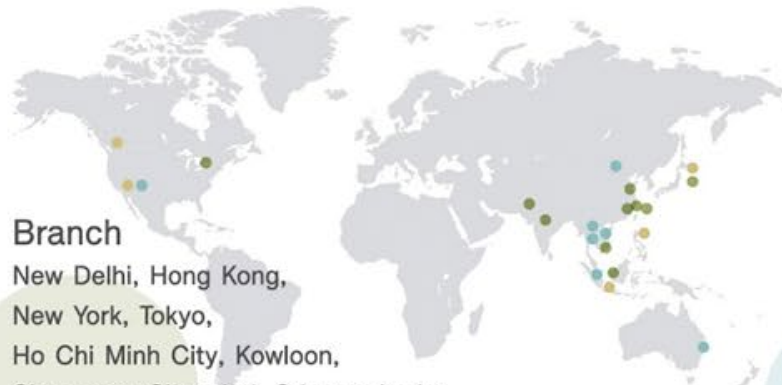 Branch
New Delhi, Hong Kong,
New York, Tokyo,
Ho Chi Minh City, Kowloon,